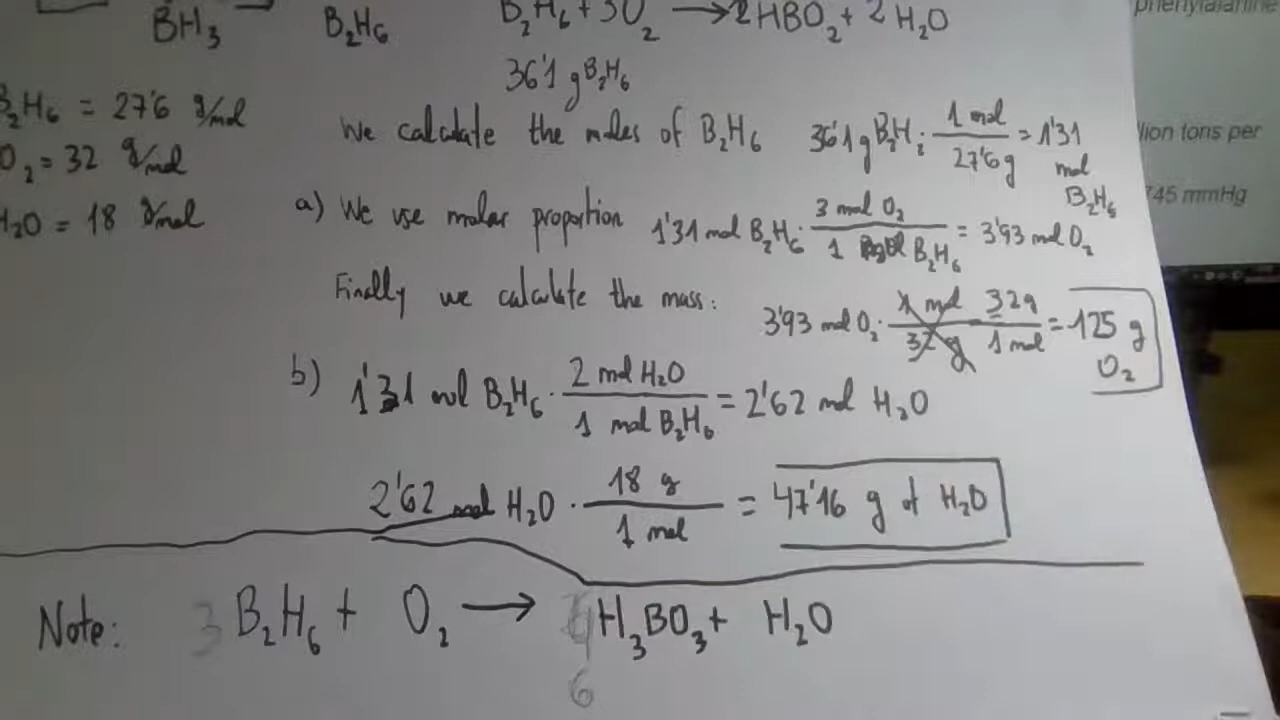 BH₃ B₂H₆ B₂H₆ + 3O₂ → 2HBO₂ + 2H₂O
36'1 g B₂H₆
B₂H₆ = 27'6 g/mol
O₂ = 32 g/mol
H₂O = 18 g/mol
We calculate the moles of B₂H₆ 36'1 g B₂H₆ · 1 mol / 27'6 g = 1'31 mol B₂H₆
a) We use molar proportion 1'31 mol B₂H₆ · 3 mol O₂ / 1 mol B₂H₆ = 3'93 mol O₂
Finally we calculate the mass: 3'93 mol O₂ · 32 g / 1 mol = 125 g O₂
b) 1'31 mol B₂H₆ · 2 mol H₂O / 1 mol B₂H₆ = 2'62 mol H₂O
2'62 mol H₂O · 18 g / 1 mol = 47'16 g of H₂O
Note: 3 B₂H₆ + O₂ → H₃BO₃ + H₂O
6
phenylalanine
lion tons per
745 mmHg